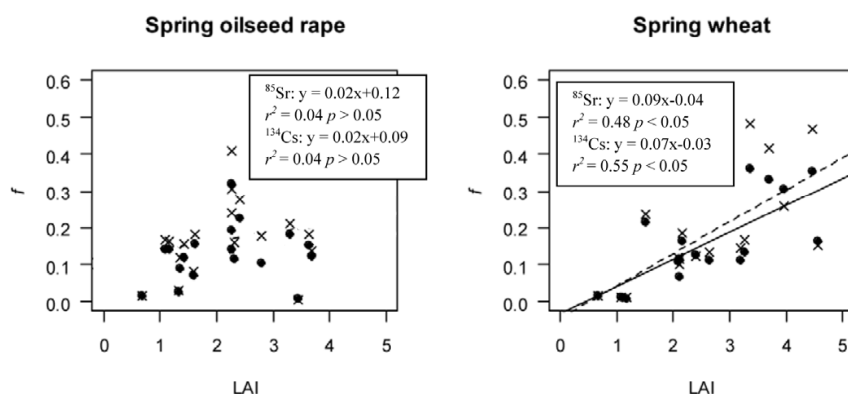 Spring oilseed rape
Spring wheat
0.6
0.5
0.4
0.3
0.2
0.1
0.0
f
⁸⁵Sr: y = 0.02x+0.12
r² = 0.04 p > 0.05
¹³⁴Cs: y = 0.02x+0.09
r² = 0.04 p > 0.05
0 1 2 3 4 5
LAI
0.6
0.5
0.4
0.3
0.2
0.1
0.0
f
⁸⁵Sr: y = 0.09x-0.04
r² = 0.48 p < 0.05
¹³⁴Cs: y = 0.07x-0.03
r² = 0.55 p < 0.05
0 1 2 3 4 5
LAI